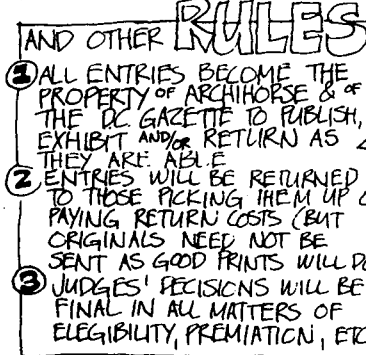 AND OTHER RULES
1 ALL ENTRIES BECOME THE
PROPERTY OF ARCHIHORSE & OF
THE D.C. GAZETTE TO PUBLISH,
EXHIBIT AND/OR RETURN AS
THEY ARE ABLE
2 ENTRIES WILL BE RETURNED
TO THOSE PICKING THEM UP
PAYING RETURN COSTS (BUT
ORIGINALS NEED NOT BE
SENT AS GOOD PRINTS WILL DO
3 JUDGES' DECISIONS WILL BE
FINAL IN ALL MATTERS OF
ELEGIBILITY, PREMIATION, ETC